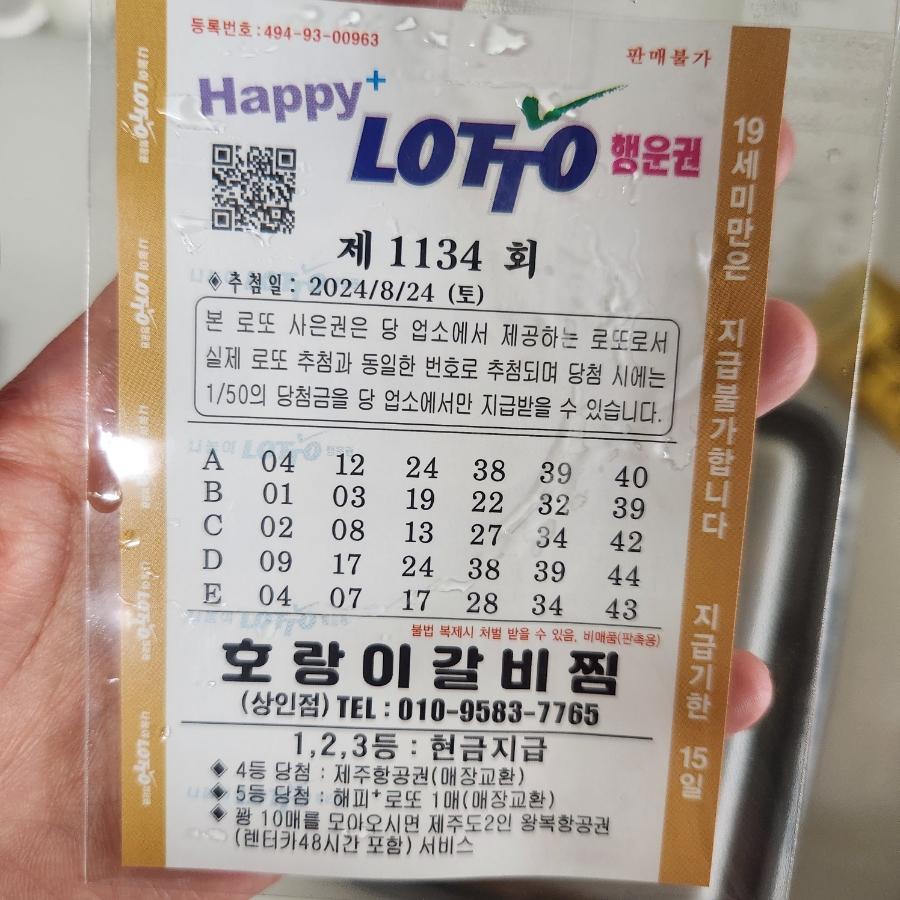 등록번호:494-93-00963
판매불가
Happy+
LOTTO 행운권
제 1134 회
◈추첨일: 2024/8/24 (토)
본 로또 사은권은 당 업소에서 제공하는 로또로서
실제 로또 추첨과 동일한 번호로 추첨되며 당첨 시에는
1/50의 당첨금을 당 업소에서만 지급받을 수 있습니다.
A 04 12 24 38 39 40
B 01 03 19 22 32 39
C 02 08 13 27 34 42
D 09 17 24 38 39 44
E 04 07 17 28 34 43
불법 복제시 처벌 받을 수 있음, 비매품(판촉용)
호랑이갈비찜
(상인점) TEL : 010-9583-7765
1,2,3등 : 현금지급
◈ 4등 당첨 : 제주항공권(매장교환)
◈ 5등 당첨 : 해피+로또 1매(매장교환)
◈ 꽝 10매를 모아오시면 제주도2인 왕복항공권
(렌터카48시간 포함) 서비스
19세미만은 지급불가합니다 지급기한 15일